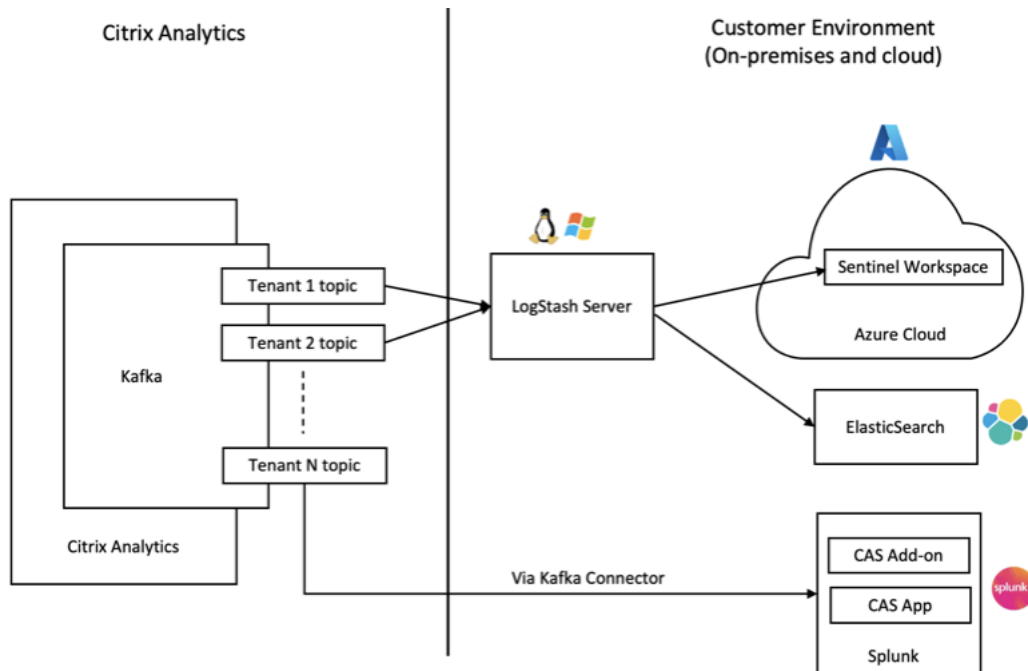 Citrix Analytics
Customer Environment
(On-premises and cloud)
Tenant 1 topic
Tenant 2 topic
Kafka
Tenant N topic
Citrix Analytics
LogStash Server
Sentinel Workspace
Azure Cloud
ElasticSearch
Via Kafka Connector
CAS Add-on
CAS App
Splunk
splunk>